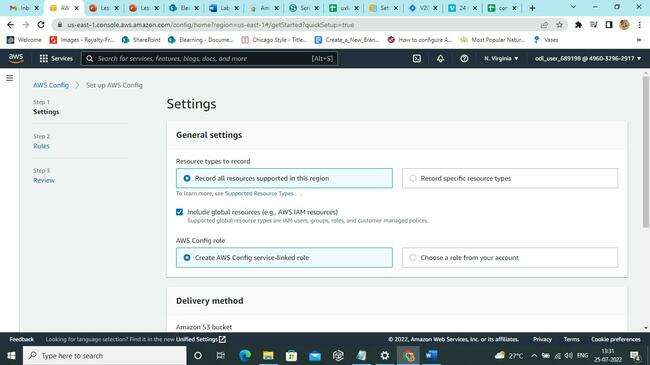 Inb
AW
Les
Les
Lab
Am
Get
Scr
uxl
Set
V2
24
cor
us-east-1.console.aws.amazon.com/config/home?region=us-east-1#/getStarted?quickSetup=true
Welcome
Images - Royalty-Fr...
SharePoint
Elearning - Docume...
Chicago Style - Title...
Create_a_New_Bran...
How to configure A...
Most Popular Natur...
Vases
aws
Services
Search for services, features, blogs, docs, and more
[Alt+S]
N. Virginia
odl_user_689198 @ 4960-3296-2917
AWS Config > Set up AWS Config
Step 1
Settings
Step 2
Rules
Step 3
Review
Settings
General settings
Resource types to record
Record all resources supported in this region
Record specific resource types
To learn more, see Supported Resource Types .
Include global resources (e.g., AWS IAM resources)
Supported global resource types are IAM users, groups, roles, and customer managed polices.
AWS Config role
Create AWS Config service-linked role
Choose a role from your account
Delivery method
Amazon S3 bucket
Feedback
Looking for language selection? Find it in the new Unified Settings
© 2022, Amazon Web Services, Inc. or its affiliates.
Privacy
Terms
Cookie preferences
Type here to search
27°C
ENG
13:31
25-07-2022